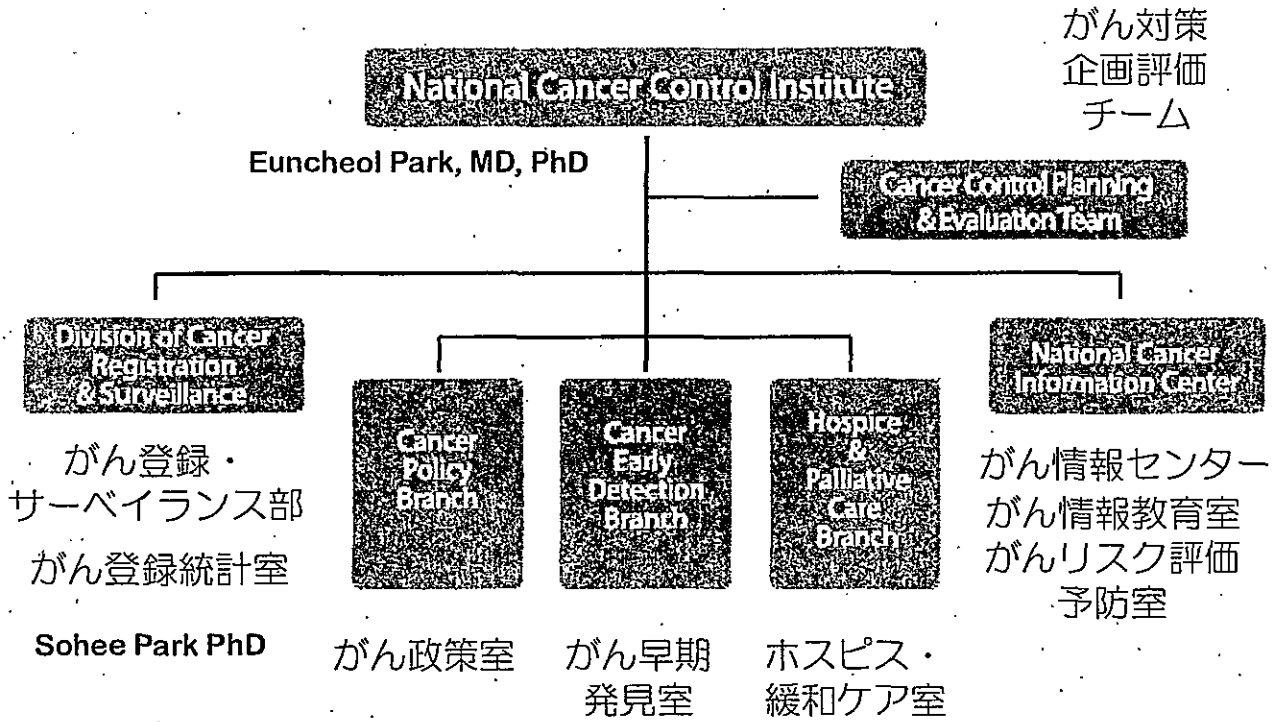 がん対策
企画評価
チーム
National Cancer Control Institute
Euncheol Park, MD, PhD
Cancer Control Planning
& Evaluation Team
Division of Cancer
Registration
& Surveillance
National Cancer
Information Center
Cancer
Policy
Branch
Cancer
Early
Detection
Branch
Hospice
&
Palliative
Care
Branch
がん登録・
サーベイランス部
がん登録統計室
Sohee Park PhD
がん政策室
がん早期
発見室
ホスピス・
緩和ケア室
がん情報センター
がん情報教育室
がんリスク評価
予防室